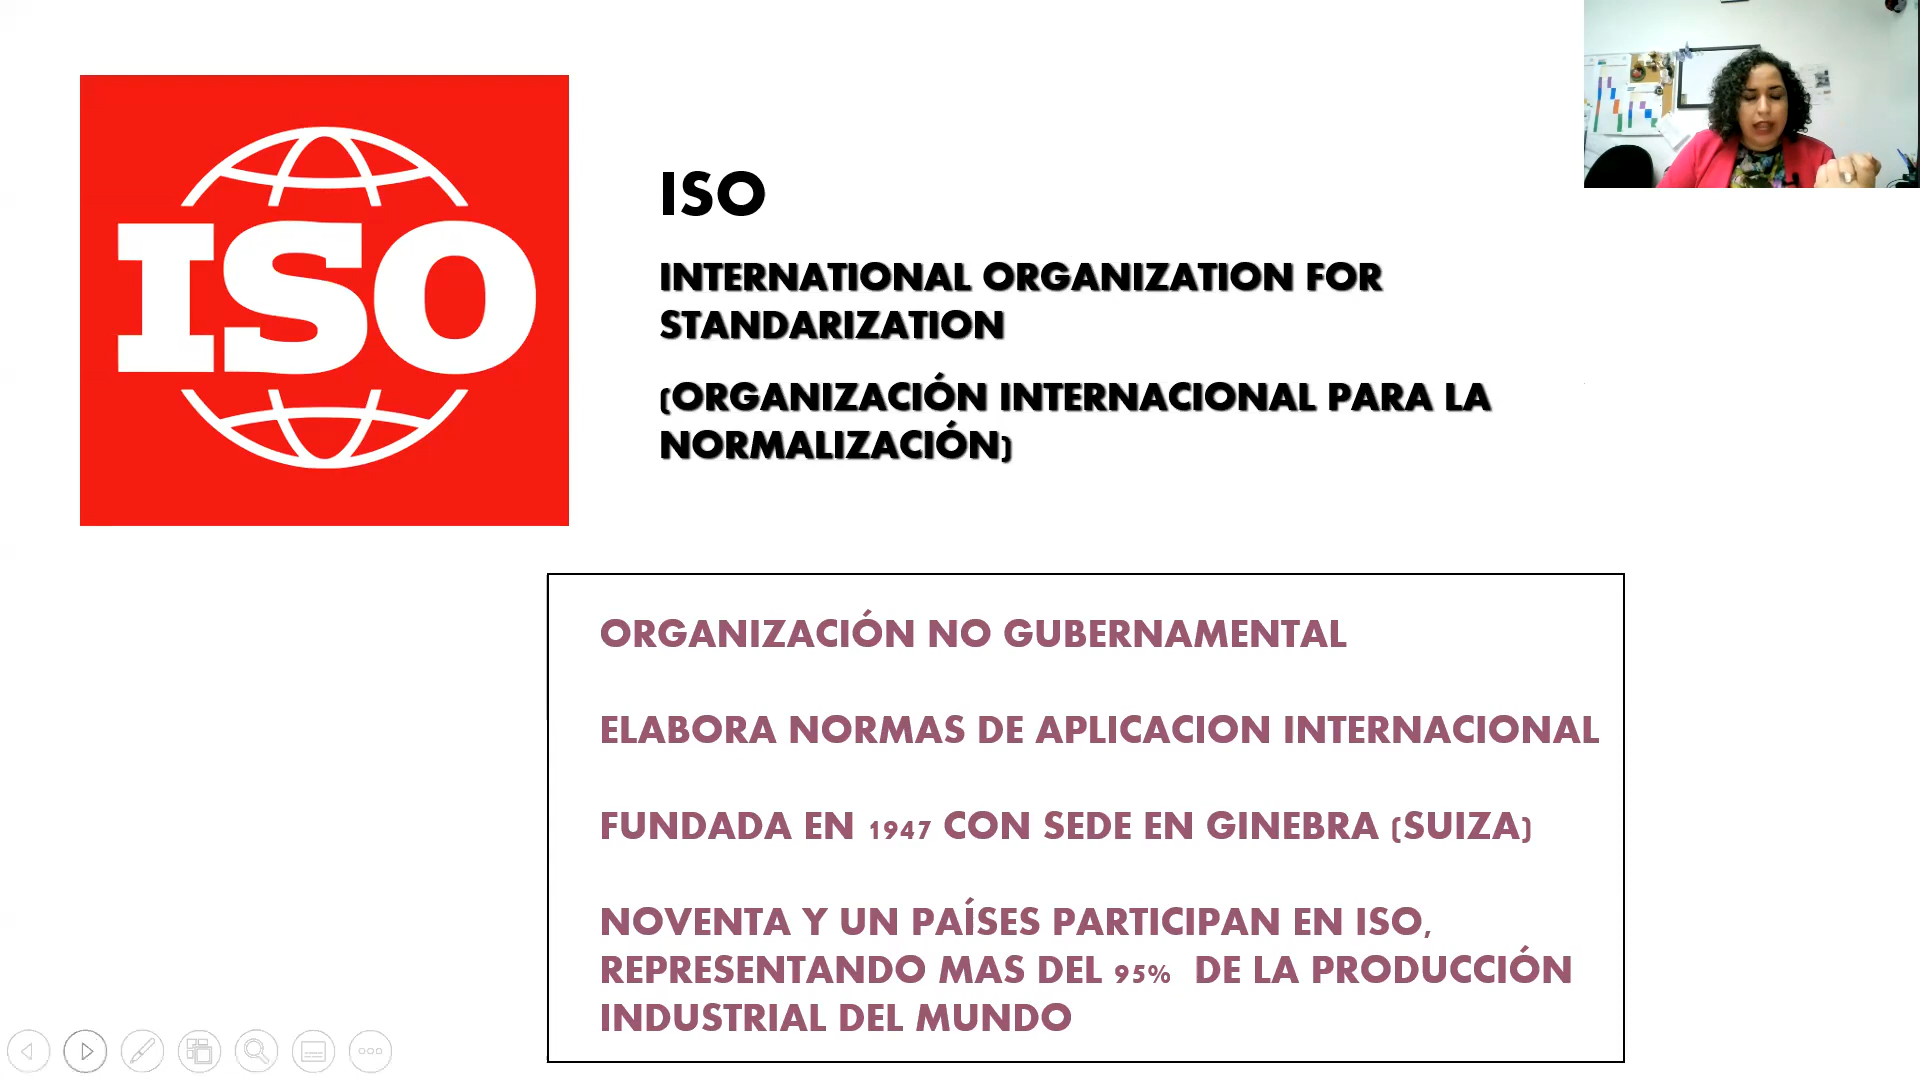 ISO
ISO
INTERNATIONAL ORGANIZATION FOR
STANDARIZATION
(ORGANIZACIÓN INTERNACIONAL PARA LA
NORMALIZACIÓN)
ORGANIZACIÓN NO GUBERNAMENTAL
ELABORA NORMAS DE APLICACION INTERNACIONAL
FUNDADA EN 1947 CON SEDE EN GINEBRA (SUIZA)
NOVENTA Y UN PAÍSES PARTICIPAN EN ISO,
REPRESENTANDO MAS DEL 95% DE LA PRODUCCIÓN
INDUSTRIAL DEL MUNDO